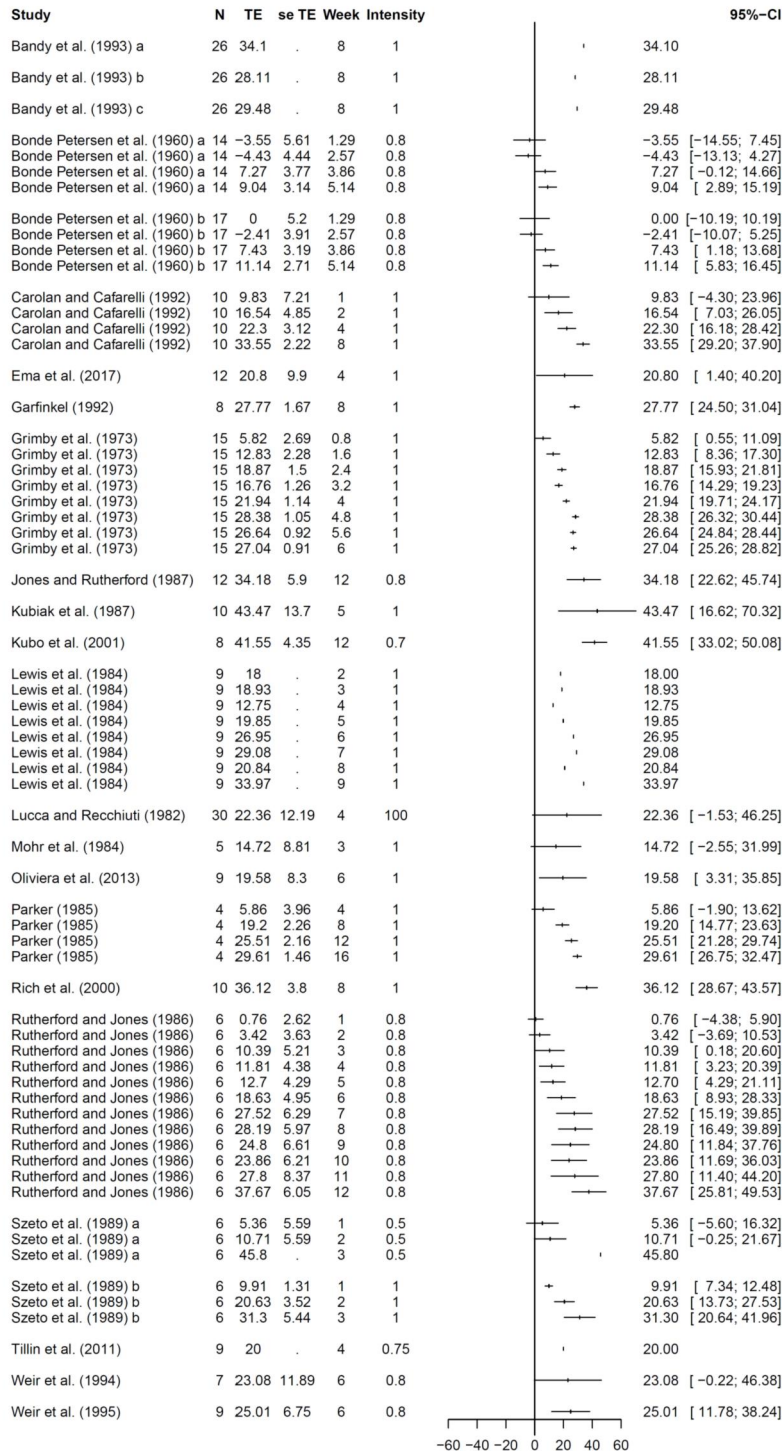 Study N TE se TE Week Intensity 95%−CI
Bandy et al. (1993) a 26 34.1 . 8 1 34.10
Bandy et al. (1993) b 26 28.11 . 8 1 28.11
Bandy et al. (1993) c 26 29.48 . 8 1 29.48
Bonde Petersen et al. (1960) a 14 −3.55 5.61 1.29 0.8 −3.55 [−14.55; 7.45]
Bonde Petersen et al. (1960) a 14 −4.43 4.44 2.57 0.8 −4.43 [−13.13; 4.27]
Bonde Petersen et al. (1960) a 14 7.27 3.77 3.86 0.8 7.27 [ −0.12; 14.66]
Bonde Petersen et al. (1960) a 14 9.04 3.14 5.14 0.8 9.04 [ 2.89; 15.19]
Bonde Petersen et al. (1960) b 17 0 5.2 1.29 0.8 0.00 [−10.19; 10.19]
Bonde Petersen et al. (1960) b 17 −2.41 3.91 2.57 0.8 −2.41 [−10.07; 5.25]
Bonde Petersen et al. (1960) b 17 7.43 3.19 3.86 0.8 7.43 [ 1.18; 13.68]
Bonde Petersen et al. (1960) b 17 11.14 2.71 5.14 0.8 11.14 [ 5.83; 16.45]
Carolan and Cafarelli (1992) 10 9.83 7.21 1 1 9.83 [ −4.30; 23.96]
Carolan and Cafarelli (1992) 10 16.54 4.85 2 1 16.54 [ 7.03; 26.05]
Carolan and Cafarelli (1992) 10 22.3 3.12 4 1 22.30 [ 16.18; 28.42]
Carolan and Cafarelli (1992) 10 33.55 2.22 8 1 33.55 [ 29.20; 37.90]
Ema et al. (2017) 12 20.8 9.9 4 1 20.80 [ 1.40; 40.20]
Garfinkel (1992) 8 27.77 1.67 8 1 27.77 [ 24.50; 31.04]
Grimby et al. (1973) 15 5.82 2.69 0.8 1 5.82 [ 0.55; 11.09]
Grimby et al. (1973) 15 12.83 2.28 1.6 1 12.83 [ 8.36; 17.30]
Grimby et al. (1973) 15 18.87 1.5 2.4 1 18.87 [ 15.93; 21.81]
Grimby et al. (1973) 15 16.76 1.26 3.2 1 16.76 [ 14.29; 19.23]
Grimby et al. (1973) 15 21.94 1.14 4 1 21.94 [ 19.71; 24.17]
Grimby et al. (1973) 15 28.38 1.05 4.8 1 28.38 [ 26.32; 30.44]
Grimby et al. (1973) 15 26.64 0.92 5.6 1 26.64 [ 24.84; 28.44]
Grimby et al. (1973) 15 27.04 0.91 6 1 27.04 [ 25.26; 28.82]
Jones and Rutherford (1987) 12 34.18 5.9 12 0.8 34.18 [ 22.62; 45.74]
Kubiak et al. (1987) 10 43.47 13.7 5 1 43.47 [ 16.62; 70.32]
Kubo et al. (2001) 8 41.55 4.35 12 0.7 41.55 [ 33.02; 50.08]
Lewis et al. (1984) 9 18 . 2 1 18.00
Lewis et al. (1984) 9 18.93 . 3 1 18.93
Lewis et al. (1984) 9 12.75 . 4 1 12.75
Lewis et al. (1984) 9 19.85 . 5 1 19.85
Lewis et al. (1984) 9 26.95 . 6 1 26.95
Lewis et al. (1984) 9 29.08 . 7 1 29.08
Lewis et al. (1984) 9 20.84 . 8 1 20.84
Lewis et al. (1984) 9 33.97 . 9 1 33.97
Lucca and Recchiuti (1982) 30 22.36 12.19 4 100 22.36 [ −1.53; 46.25]
Mohr et al. (1984) 5 14.72 8.81 3 1 14.72 [ −2.55; 31.99]
Oliviera et al. (2013) 9 19.58 8.3 6 1 19.58 [ 3.31; 35.85]
Parker (1985) 4 5.86 3.96 4 1 5.86 [ −1.90; 13.62]
Parker (1985) 4 19.2 2.26 8 1 19.20 [ 14.77; 23.63]
Parker (1985) 4 25.51 2.16 12 1 25.51 [ 21.28; 29.74]
Parker (1985) 4 29.61 1.46 16 1 29.61 [ 26.75; 32.47]
Rich et al. (2000) 10 36.12 3.8 8 1 36.12 [ 28.67; 43.57]
Rutherford and Jones (1986) 6 0.76 2.62 1 0.8 0.76 [ −4.38; 5.90]
Rutherford and Jones (1986) 6 3.42 3.63 2 0.8 3.42 [ −3.69; 10.53]
Rutherford and Jones (1986) 6 10.39 5.21 3 0.8 10.39 [ 0.18; 20.60]
Rutherford and Jones (1986) 6 11.81 4.38 4 0.8 11.81 [ 3.23; 20.39]
Rutherford and Jones (1986) 6 12.7 4.29 5 0.8 12.70 [ 4.29; 21.11]
Rutherford and Jones (1986) 6 18.63 4.95 6 0.8 18.63 [ 8.93; 28.33]
Rutherford and Jones (1986) 6 27.52 6.29 7 0.8 27.52 [ 15.19; 39.85]
Rutherford and Jones (1986) 6 28.19 5.97 8 0.8 28.19 [ 16.49; 39.89]
Rutherford and Jones (1986) 6 24.8 6.61 9 0.8 24.80 [ 11.84; 37.76]
Rutherford and Jones (1986) 6 23.86 6.21 10 0.8 23.86 [ 11.69; 36.03]
Rutherford and Jones (1986) 6 27.8 8.37 11 0.8 27.80 [ 11.40; 44.20]
Rutherford and Jones (1986) 6 37.67 6.05 12 0.8 37.67 [ 25.81; 49.53]
Szeto et al. (1989) a 6 5.36 5.59 1 0.5 5.36 [ −5.60; 16.32]
Szeto et al. (1989) a 6 10.71 5.59 2 0.5 10.71 [ −0.25; 21.67]
Szeto et al. (1989) a 6 45.8 . 3 0.5 45.80
Szeto et al. (1989) b 6 9.91 1.31 1 1 9.91 [ 7.34; 12.48]
Szeto et al. (1989) b 6 20.63 3.52 2 1 20.63 [ 13.73; 27.53]
Szeto et al. (1989) b 6 31.3 5.44 3 1 31.30 [ 20.64; 41.96]
Tillin et al. (2011) 9 20 . 4 0.75 20.00
Weir et al. (1994) 7 23.08 11.89 6 0.8 23.08 [ −0.22; 46.38]
Weir et al. (1995) 9 25.01 6.75 6 0.8 25.01 [ 11.78; 38.24]
−60 −40 −20 0 20 40 60